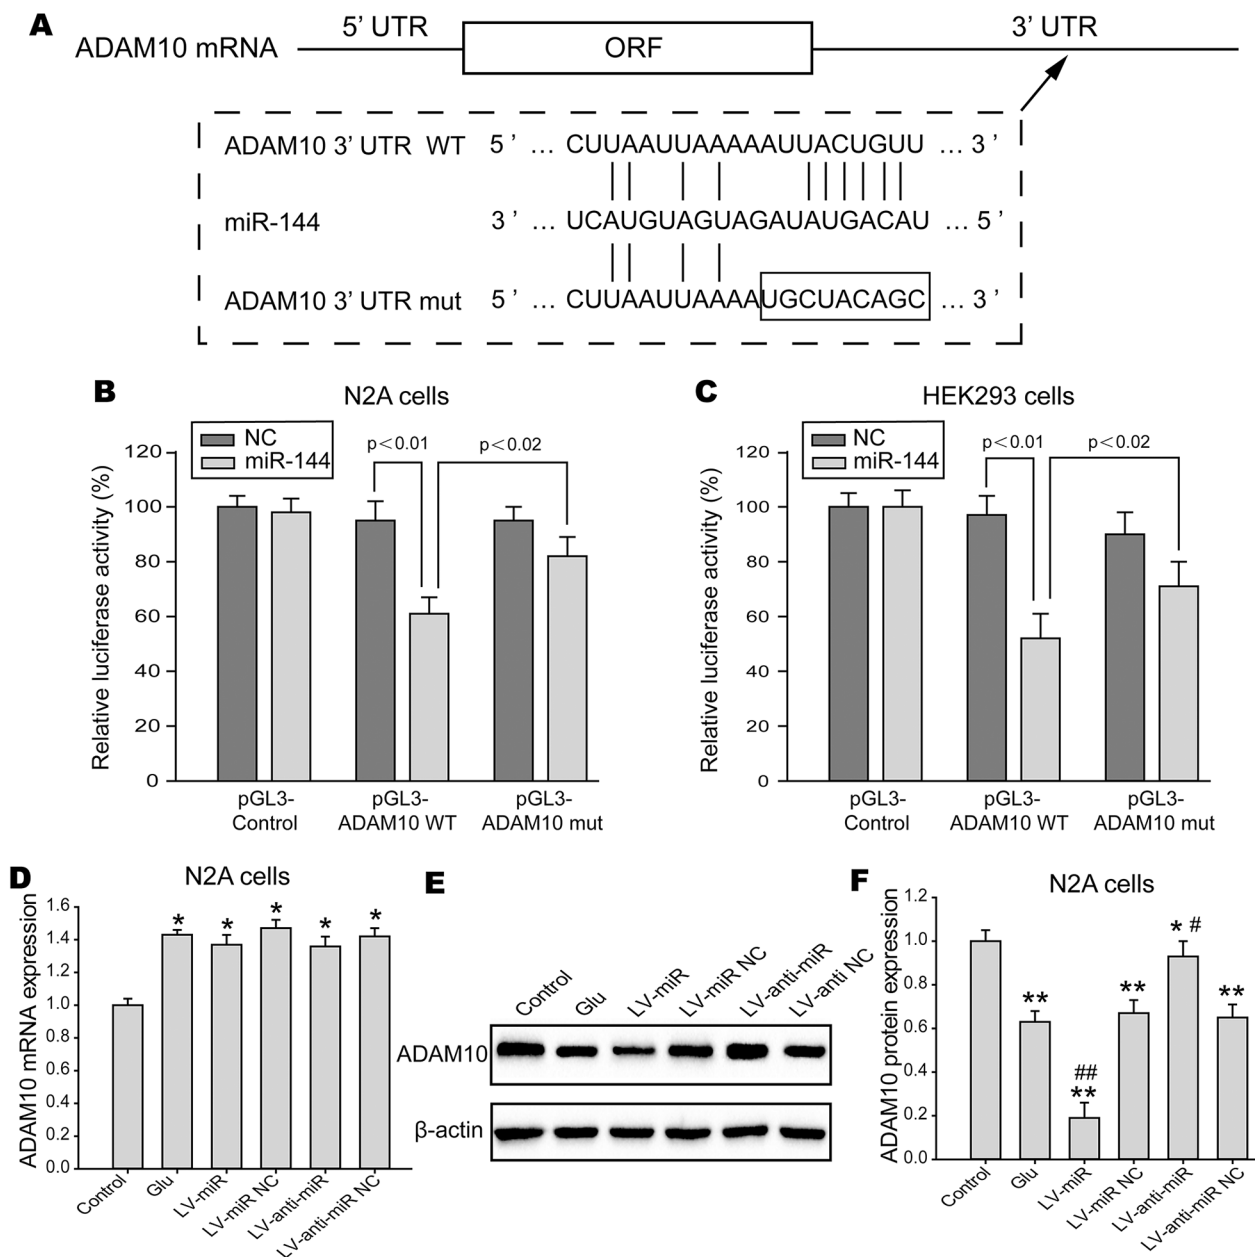 A
ADAM10 mRNA
5’ UTR
ORF
3’ UTR
ADAM10 3’ UTR WT 5’ … CUUAAUUAAAAAUUACUGUU … 3’
miR-144 3’ … UCAUGUAGUAGAUAUGACAU … 5’
ADAM10 3’ UTR mut 5’ … CUUAAUUAAAAUGCUACAGC … 3’
B
N2A cells
NC
miR-144
p<0.01
p<0.02
Relative luciferase activity (%)
120
100
80
60
40
20
0
pGL3-
Control
pGL3-
ADAM10 WT
pGL3-
ADAM10 mut
C
HEK293 cells
NC
miR-144
p<0.01
p<0.02
Relative luciferase activity (%)
120
100
80
60
40
20
0
pGL3-
Control
pGL3-
ADAM10 WT
pGL3-
ADAM10 mut
D
N2A cells
ADAM10 mRNA expression
1.6
1.4
1.2
1.0
0.8
0.6
0.4
0.2
0.0
* * * * *
Control
Glu
LV-miR
LV-miR NC
LV-anti-miR
LV-anti-miR NC
E
Control
Glu
LV-miR
LV-miR NC
LV-anti-miR
LV-anti NC
ADAM10
β-actin
F
N2A cells
ADAM10 protein expression
1.2
1.0
0.8
0.6
0.4
0.2
0.0
**
##
**
**
* #
**
Control
Glu
LV-miR
LV-miR NC
LV-anti-miR
LV-anti-miR NC